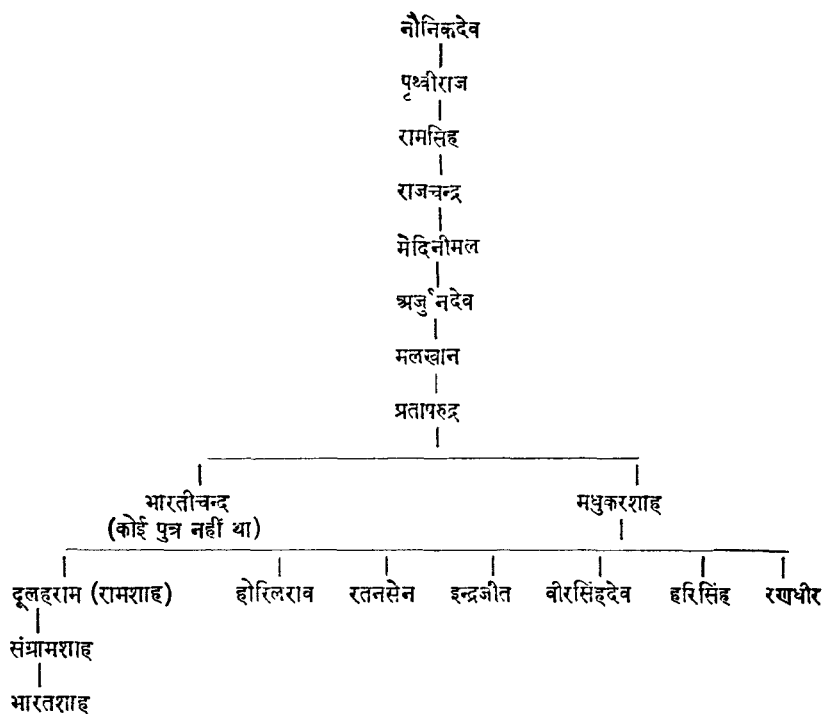 नौनिकदेव
पृथ्वीराज
रामसिंह
राजचन्द्र
मेदिनीमल
अर्जुनदेव
मलखान
प्रतापरुद्र
भारतीचन्द मधुकरशाह
(कोई पुत्र नहीं था)
दूलहराम (रामशाह) होरिलराव रतनसेन इन्द्रजीत वीरसिंहदेव हरिसिंह रणधीर
संग्रामशाह
भारतशाह